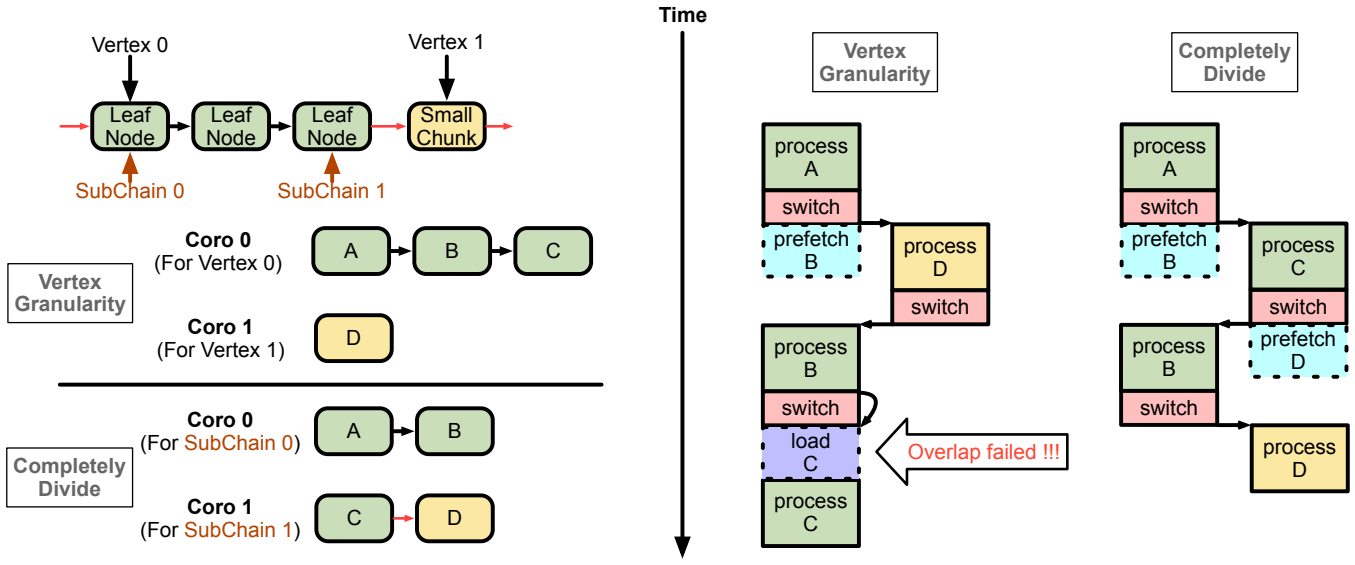 Time
Vertex 0
Vertex 1
Leaf
Node
Leaf
Node
Leaf
Node
Small
Chunk
SubChain 0
SubChain 1
Vertex
Granularity
Coro 0
(For Vertex 0)
A
B
C
Coro 1
(For Vertex 1)
D
Completely
Divide
Coro 0
(For SubChain 0)
A
B
Coro 1
(For SubChain 1)
C
D
Vertex
Granularity
process
A
switch
prefetch
B
process
D
switch
process
B
switch
load
C
Overlap failed !!!
process
C
Completely
Divide
process
A
switch
prefetch
B
process
C
switch
prefetch
D
process
B
switch
process
D